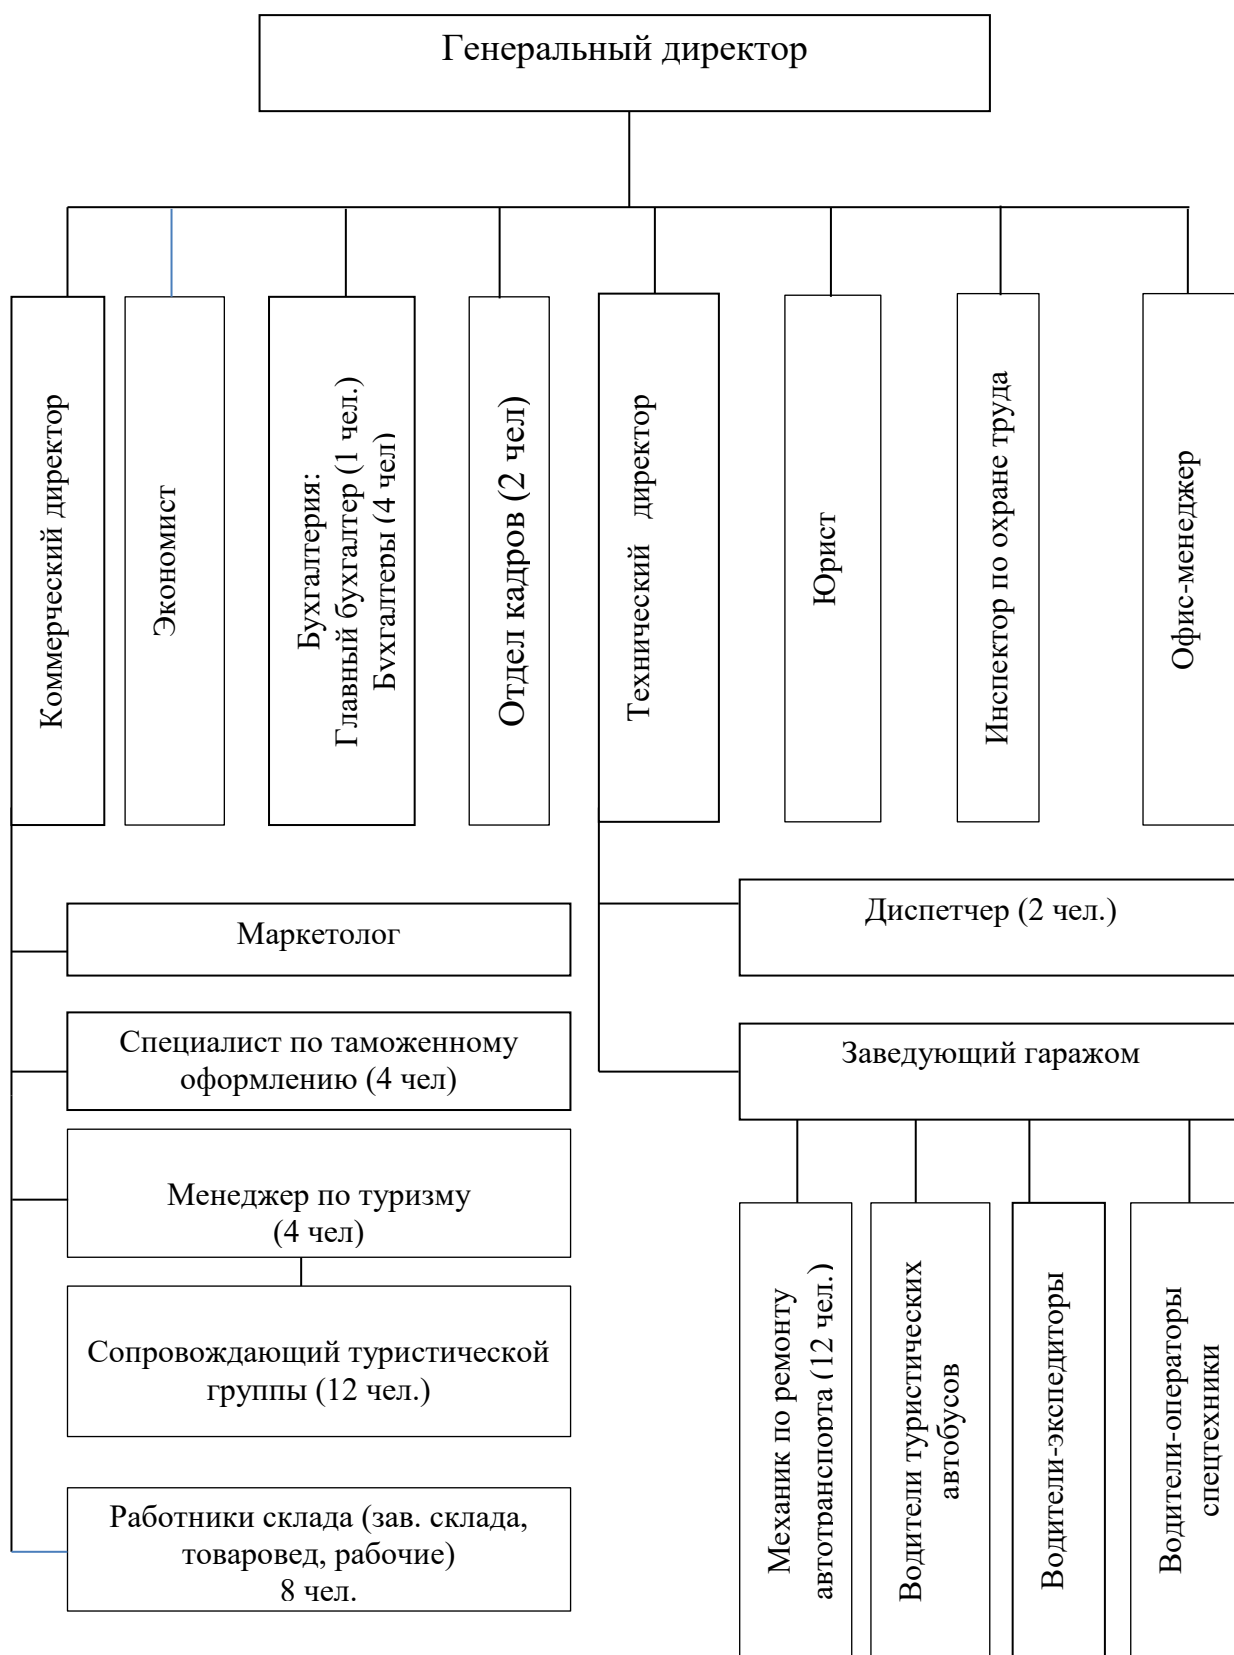 Генеральный директор
Коммерческий директор
Экономист
Бухгалтерия:
Главный бухгалтер (1 чел.
Бухгалтеры (4 чел)
Отдел кадров (2 чел)
Технический директор
Юрист
Инспектор по охране труда
Офис-менеджер
Маркетолог
Специалист по таможенному
оформлению (4 чел)
Менеджер по туризму
(4 чел)
Сопровождающий туристической
группы (12 чел.)
Работники склада (зав. склада,
товаровед, рабочие)
8 чел.
Диспетчер (2 чел.)
Заведующий гаражом
Механик по ремонту
автотранспорта (12 чел.)
Водители туристических
автобусов
Водители-экспедиторы
Водители-операторы
спецтехники